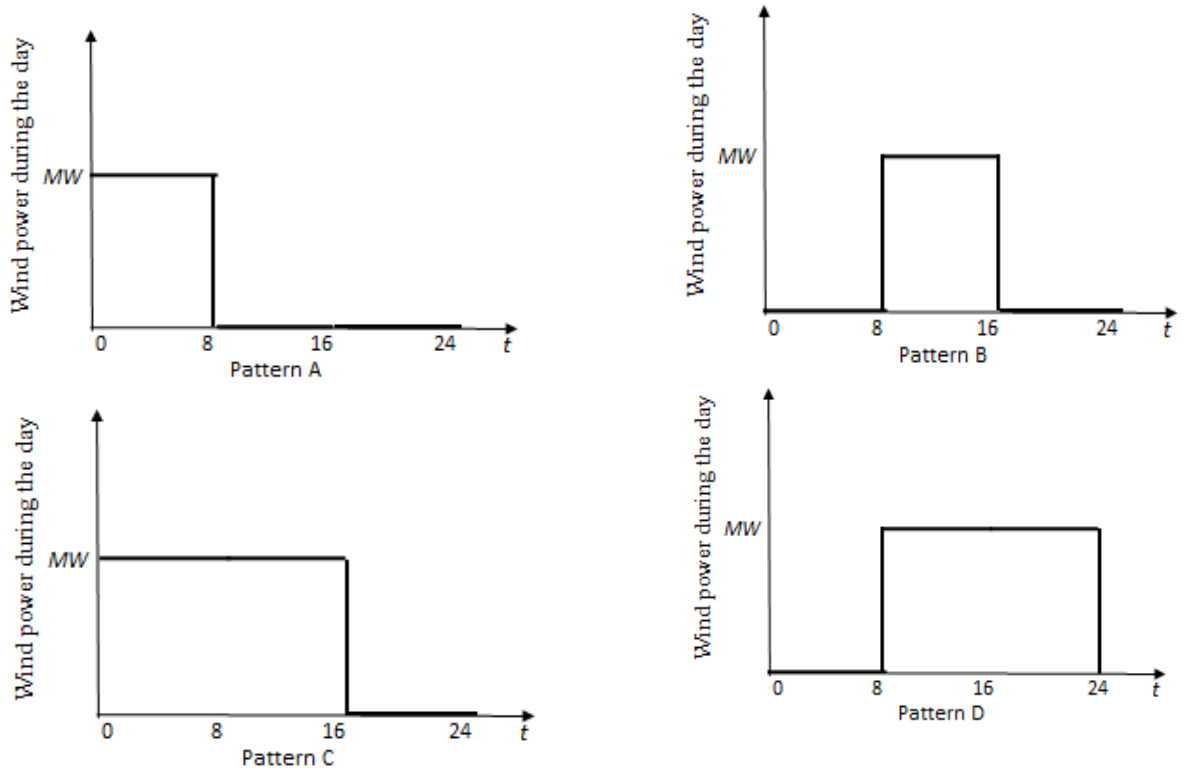 Wind power during the day
MW
0 8 16 24 t
Pattern A
Wind power during the day
MW
0 8 16 24 t
Pattern B
Wind power during the day
MW
0 8 16 24 t
Pattern C
Wind power during the day
MW
0 8 16 24 t
Pattern D